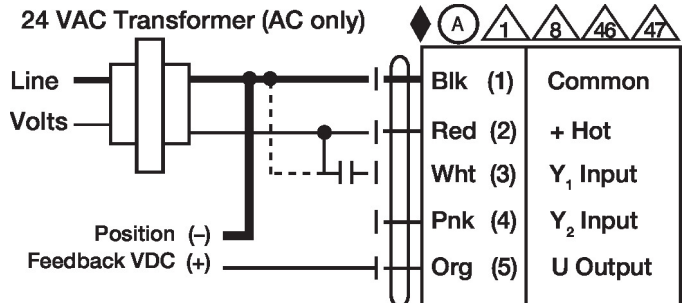 24 VAC Transformer (AC only)
A 1 8 46 47
Line
Volts
Blk (1) Common
Red (2) + Hot
Wht (3) Y1 Input
Pnk (4) Y2 Input
Org (5) U Output
Position (–)
Feedback VDC (+)